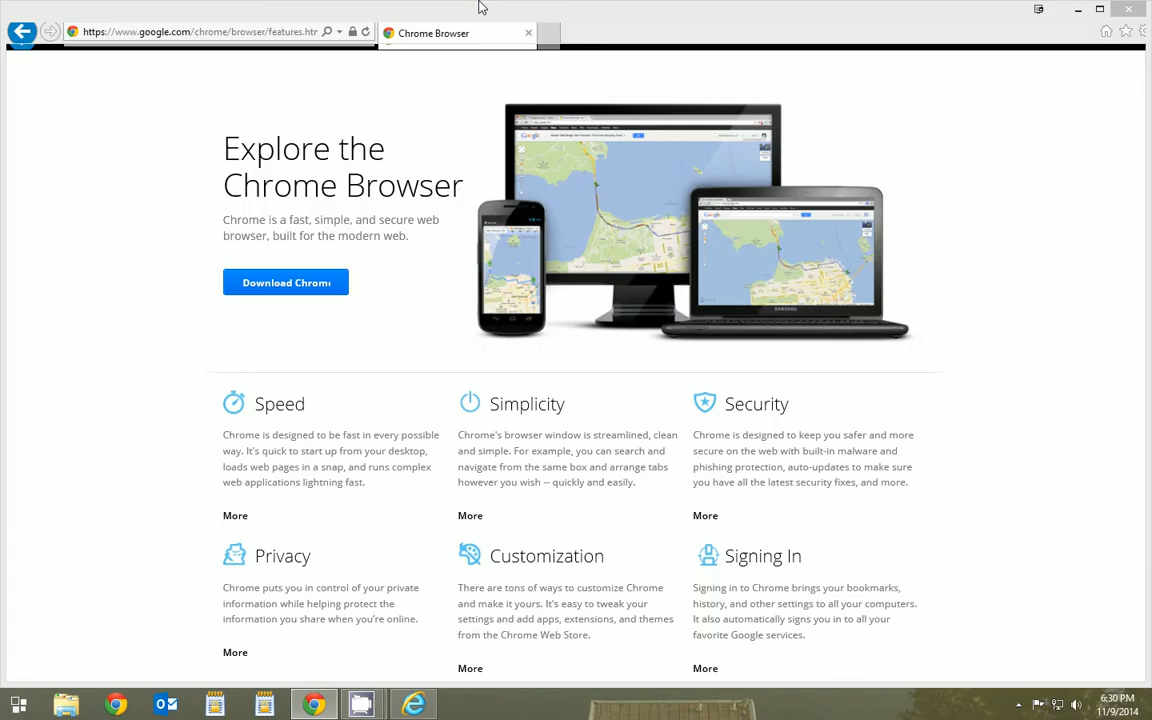 https://www.google.com/chrome/browser/features.htr
Chrome Browser
Explore the
Chrome Browser
Chrome is a fast, simple, and secure web
browser, built for the modern web.
Download Chrom
Google
Google
SAMSUNG
Speed
Chrome is designed to be fast in every possible
way. It's quick to start up from your desktop,
loads web pages in a snap, and runs complex
web applications lightning fast.
More
Simplicity
Chrome's browser window is streamlined, clean
and simple. For example, you can search and
navigate from the same box and arrange tabs
however you wish -- quickly and easily.
More
Security
Chrome is designed to keep you safer and more
secure on the web with built-in malware and
phishing protection, auto-updates to make sure
you have all the latest security fixes, and more.
More
Privacy
Chrome puts you in control of your private
information while helping protect the
information you share when you're online.
More
Customization
There are tons of ways to customize Chrome
and make it yours. It's easy to tweak your
settings and add apps, extensions, and themes
from the Chrome Web Store.
More
Signing In
Signing in to Chrome brings your bookmarks,
history, and other settings to all your computers.
It also automatically signs you in to all your
favorite Google services.
More
6:30 PM
11/9/2014